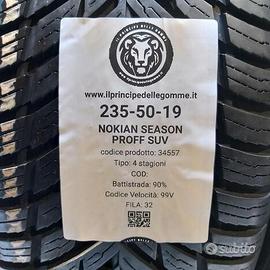 IL PRINCIPE DELLE GOMME
www.ilprincipedellegomme.it
235-50-19
NOKIAN SEASON
PROFF SUV
codice prodotto: 34557
Tipo: 4 stagioni
COD:
Battistrada: 90%
Codice Velocità: 99V
FILA: 32
subito